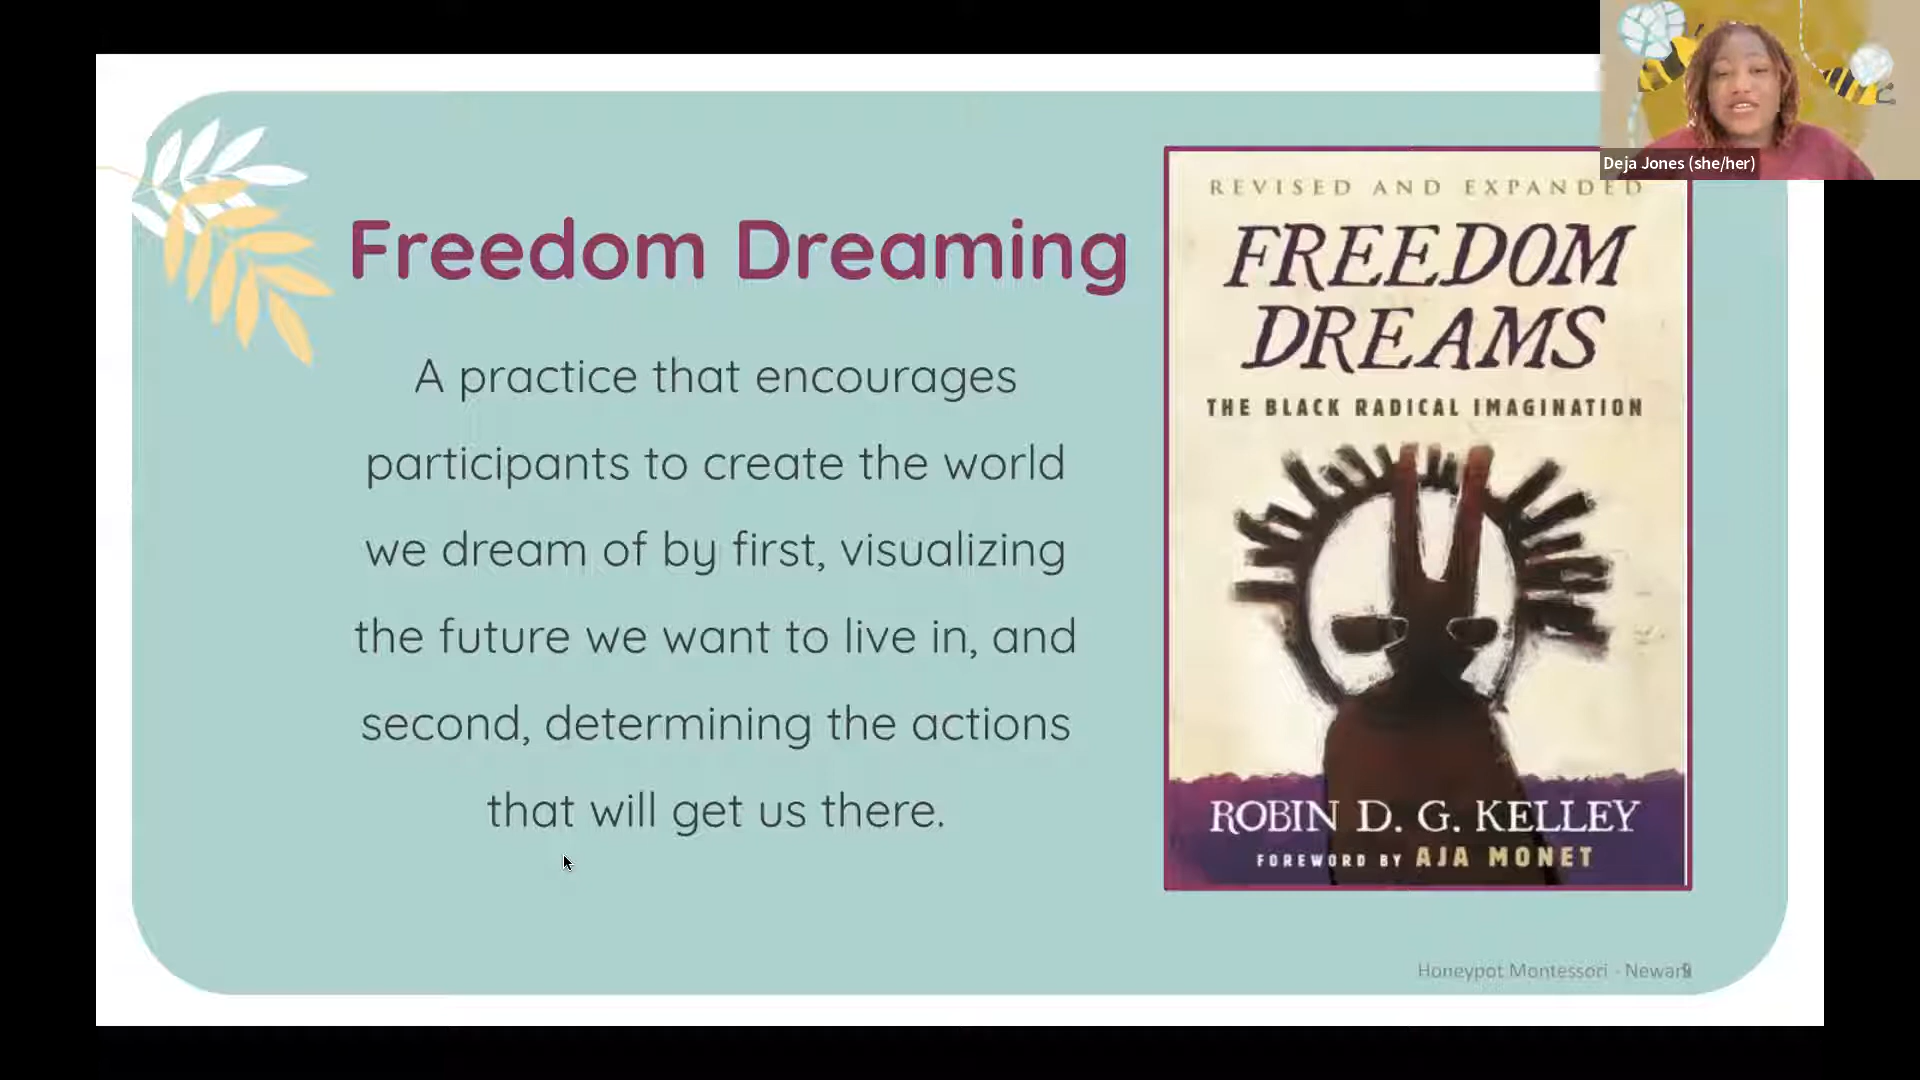 Deja Jones (she/her)
Freedom Dreaming
A practice that encourages
participants to create the world
we dream of by first, visualizing
the future we want to live in, and
second, determining the actions
that will get us there.
REVISED AND EXPANDED
FREEDOM
DREAMS
THE BLACK RADICAL IMAGINATION
ROBIN D. G. KELLEY
FOREWORD BY AJA MONET
Honeypot Montessori - Newark